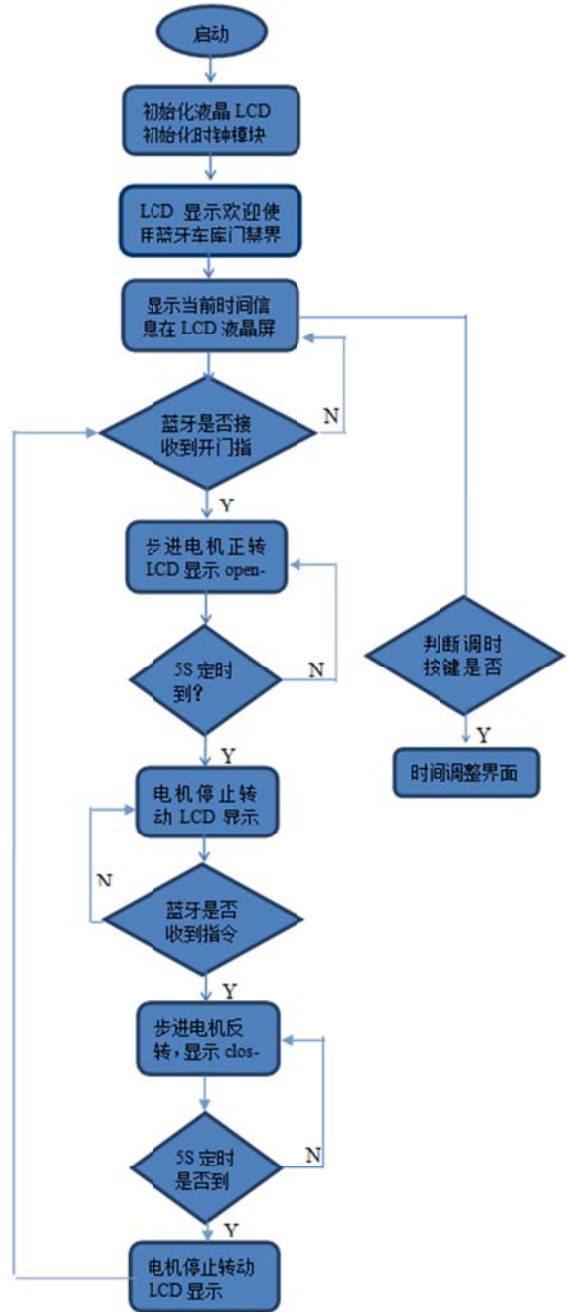 启动
初始化液晶 LCD
初始化时钟模块
LCD 显示欢迎使
用蓝牙车库门禁界
显示当前时间信
息在 LCD 液晶屏
N
蓝牙是否接
收到开门指
Y
步进电机正转
LCD 显示 open-
5S 定时
到?
N
Y
判断调时
按键是否
Y
时间调整界面
电机停止转
动 LCD 显示
N
蓝牙是否
收到指令
Y
步进电机反
转,显示 clos-
5S 定时
是否到
N
Y
电机停止转动
LCD 显示